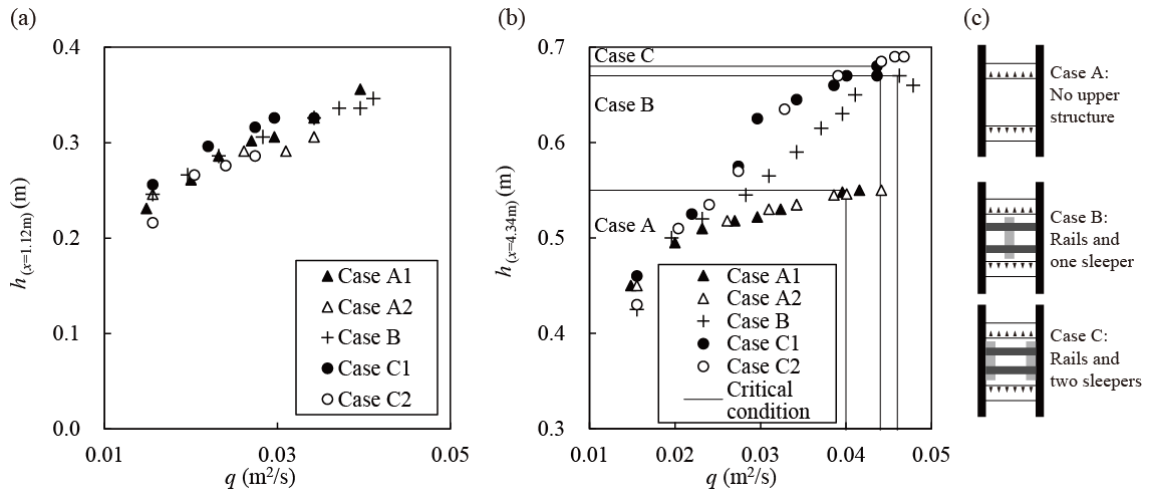 (a)
0.4
0.3
0.2
0.1
0.0
h(x=1.12m) (m)
0.01
0.03
0.05
q (m²/s)
Case A1
Case A2
Case B
Case C1
Case C2
(b)
0.7
0.6
0.5
0.4
0.3
h(x=4.34m) (m)
Case C
Case B
Case A
0.01
0.02
0.03
0.04
0.05
q (m²/s)
Case A1
Case A2
Case B
Case C1
Case C2
Critical
condition
(c)
Case A:
No upper
structure
Case B:
Rails and
one sleeper
Case C:
Rails and
two sleepers